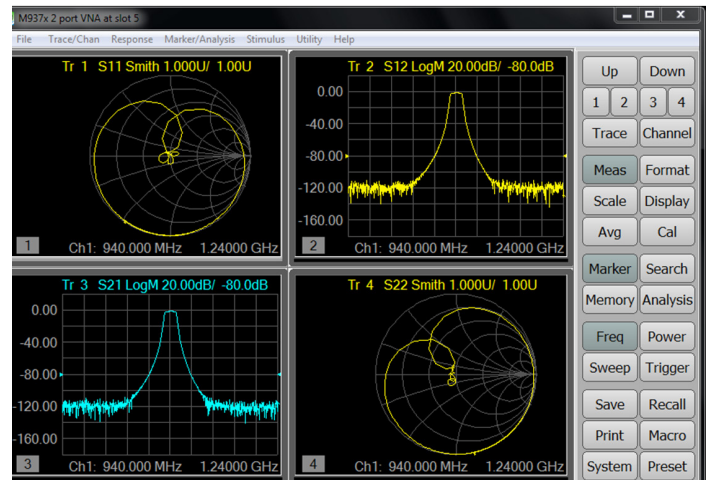 M937x 2 port VNA at slot 5
File Trace/Chan Response Marker/Analysis Stimulus Utility Help
Tr 1 S11 Smith 1.000U/ 1.00U
1
Ch1: 940.000 MHz 1.24000 GHz
Tr 2 S12 LogM 20.00dB/ -80.0dB
0.00
-40.00
-80.00
-120.00
-160.00
2
Ch1: 940.000 MHz 1.24000 GHz
Tr 3 S21 LogM 20.00dB/ -80.0dB
0.00
-40.00
-80.00
-120.00
-160.00
3
Ch1: 940.000 MHz 1.24000 GHz
Tr 4 S22 Smith 1.000U/ 1.00U
4
Ch1: 940.000 MHz 1.24000 GHz
Up Down
1 2 3 4
Trace Channel
Meas Format
Scale Display
Avg Cal
Marker Search
Memory Analysis
Freq Power
Sweep Trigger
Save Recall
Print Macro
System Preset